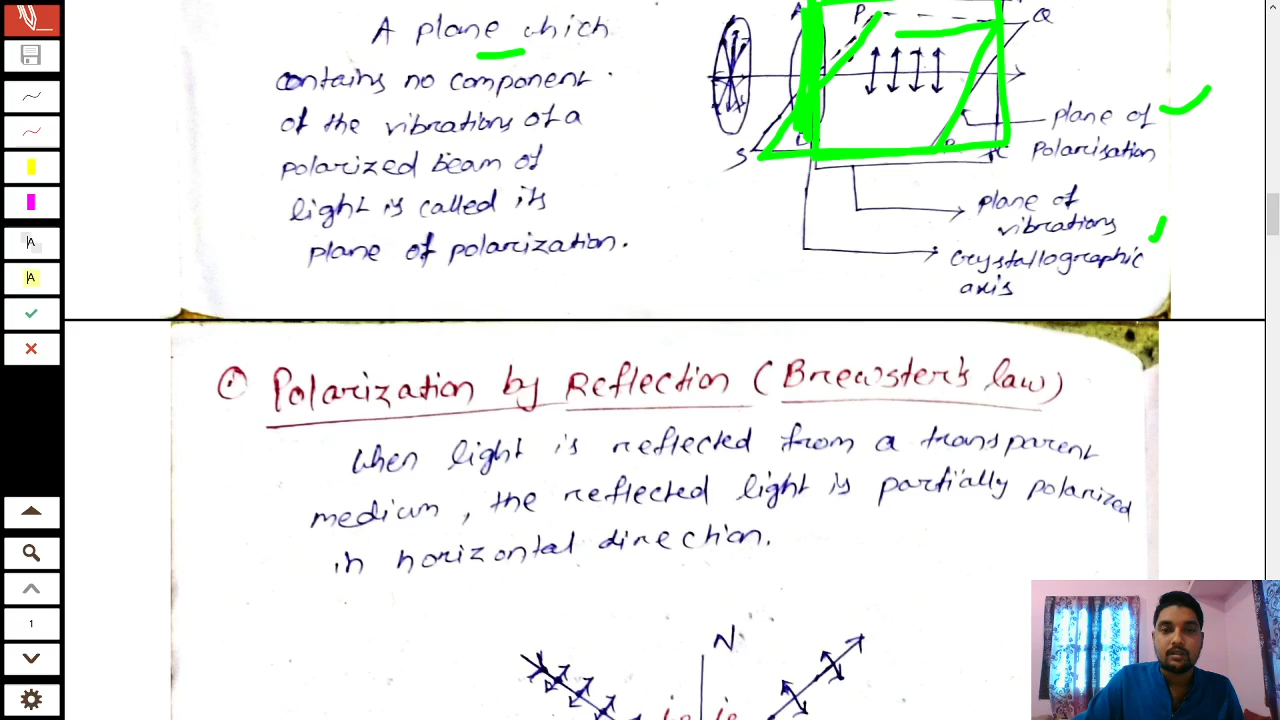 A plane which
contains no component
of the vibrations of a
polarized beam of
light is called its
plane of polarization.
A
P
Q
S
L
R
plane of
polarisation
plane of
vibrations
crystallographic
axis
Polarization by Reflection (Brewster's law)
when light is reflected from a transparent
medium, the reflected light is partially polarized
in horizontal direction.
N
A
A
1